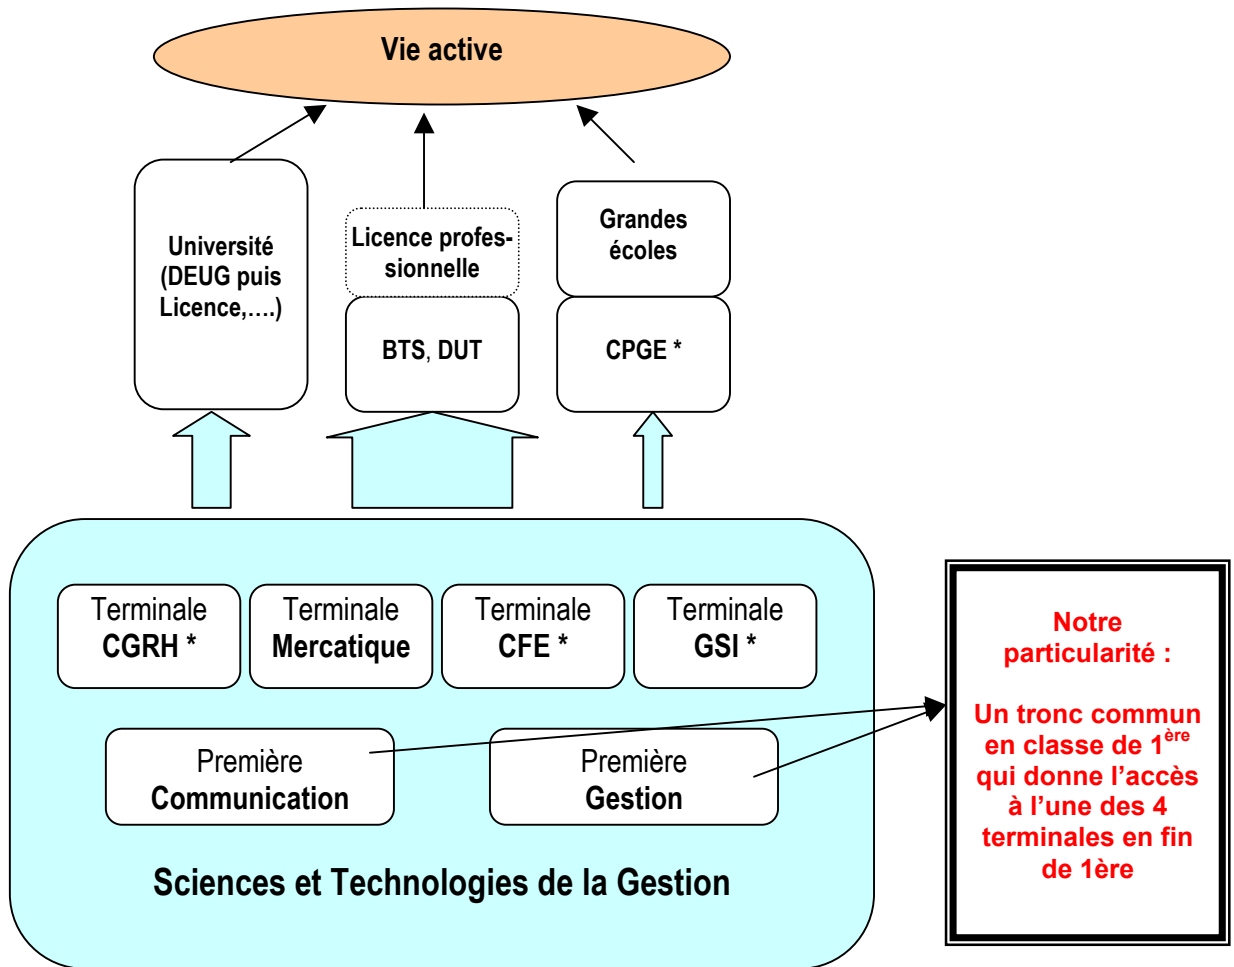 Vie active
Université
(DEUG puis
Licence,….)
Licence profes-
sionnelle
BTS, DUT
Grandes
écoles
CPGE *
Terminale
CGRH *
Terminale
Mercatique
Terminale
CFE *
Terminale
GSI *
Première
Communication
Première
Gestion
Sciences et Technologies de la Gestion
Notre
particularité :
Un tronc commun
en classe de 1ère
qui donne l’accès
à l’une des 4
terminales en fin
de 1ère